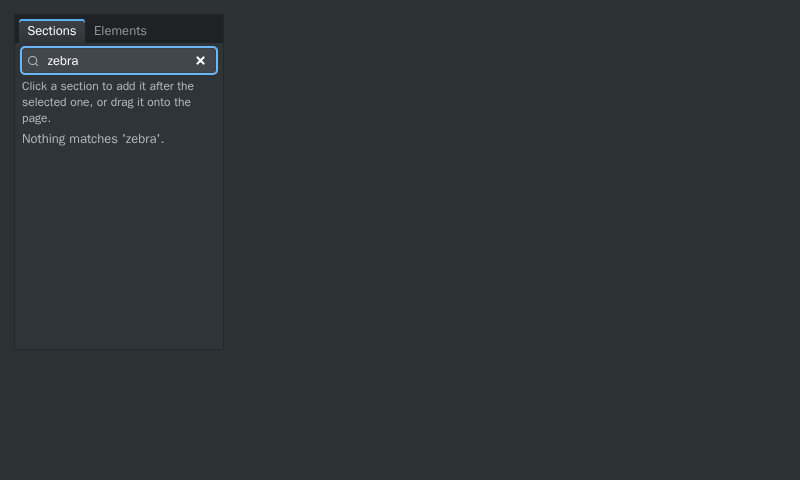 Sections Elements
zebra
Click a section to add it after the
selected one, or drag it onto the
page.
Nothing matches 'zebra'.